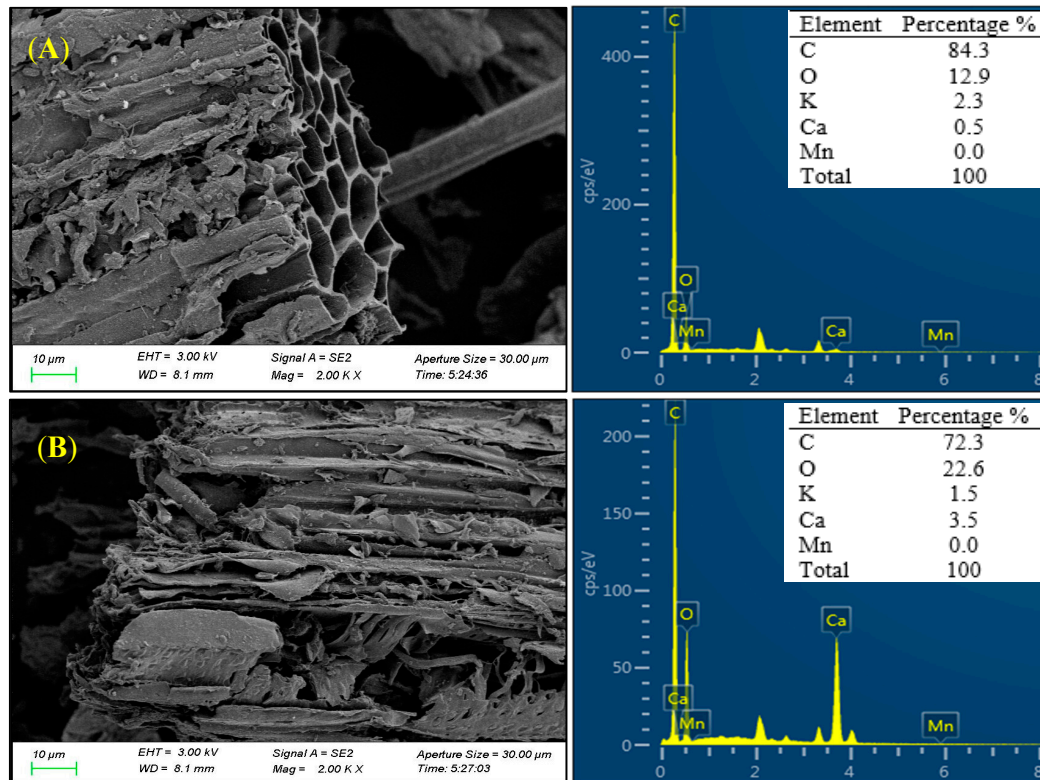 (A)
EHT = 3.00 kV Signal A = SE2 Aperture Size = 30.00 µm
10 µm WD = 8.1 mm Mag = 2.00 K X Time: 5:24:36
Element Percentage %
C 84.3
O 12.9
K 2.3
Ca 0.5
Mn 0.0
Total 100
C
400
cps/eV
200
O
Ca
Mn
Ca
Mn
0
0 2 4 6 8
(B)
EHT = 3.00 kV Signal A = SE2 Aperture Size = 30.00 µm
10 µm WD = 8.1 mm Mag = 2.00 K X Time: 5:27:03
Element Percentage %
C 72.3
O 22.6
K 1.5
Ca 3.5
Mn 0.0
Total 100
C
200
150
cps/eV
100
O
Ca
50
Ca
Mn
Mn
0
0 2 4 6 8